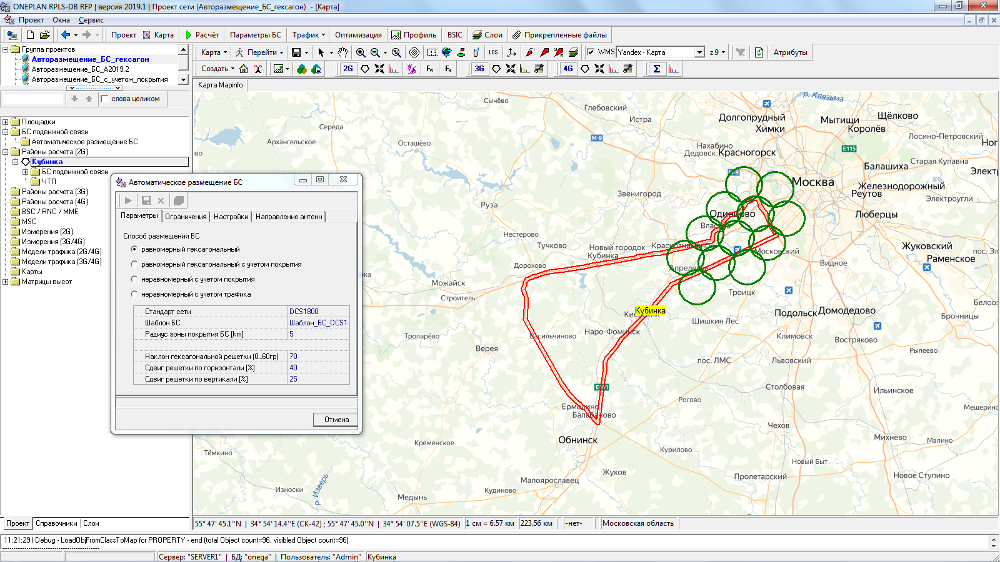 ONEPLAN RPLS-DB RFP | версия 2019.1 | Проект сети (Авторазмещение_БС_гексагон) - [Карта]
Проект Окна Сервис
Проект Карта Расчёт Параметры БС Трафик Оптимизация Профиль BSIC Слои Прикрепленные файлы
Группа проектов
Авторазмещение_БС_гексагон
Авторазмещение_БС_А2019.2
Авторазмещение_БС_с_учетом_покрытия
слова целиком
Карта Перейти LOS WMS Yandex - Карта z 9 Атрибуты
Создать 2G 3G 4G Σ
Карта Mapinfo
Площадки
БС подвижной связи
Автоматическое размещение БС
Районы расчета (2G)
Кубинка
БС подвижной связи
ЧТП
Районы расчета (3G)
Районы расчета (4G)
BSC / RNC / MME
MSC
Измерения (2G)
Измерения (3G/4G)
Модели трафика (2G/4G)
Модели трафика (3G/4G)
Карты
Матрицы высот
Автоматическое размещение БС
Параметры Ограничения Настройки Направление антенн
Способ размещения БС
равномерный гексагональный
равномерный гексагональный с учетом покрытия
неравномерный с учетом покрытия
неравномерный с учетом трафика
Стандарт сети DCS1800
Шаблон БС Шаблон_БС_DCS1
Радиус зоны покрытия БС [km] 5
Наклон гексагональной решетки (0...60гр) 70
Сдвиг решетки по горизонтали [%] 40
Сдвиг решетки по вертикали [%] 25
Отмена
Сычёво
Глебовский
р. Клязьма
Истра
Долгопрудный
Химки
Мытищи
Щёлково
Королёв
Середа
Архангельское
Осташёво
М-9
Нахабино
Дедовск
Красногорск
Лосино-Петровский
Е115
Балашиха
Старая Купавна
Москва
Железнодорожный
Реутов
Электроугли
Звенигород
Руза
Одинцово
Люберцы
Нестерово
Тучково
Новый городок
Кубинка
Дорохово
Московский
Жуковский
Раменское
Видное
Можайск
Строитель
Троицк
Кубинка
Подольск
Домодедово
Шишкин Лес
Бронницы
Тропарёво
Васильчиново
Наро-Фоминск
Климовск
Востряково
Верея
пос. ЛМС
Львовский
Рылеево
Столбовая
Ильинское
Рогово
Ермолино
Балабаново
Обнинск
Чехов
Михнево
Малино
Кременское
Тёмкино
Курилово
Новый Быт
Жуков
Малоярославец
Пролетарский
Новое Ступино
Износки
р. Изверь
Кудиново
Медынь
Проект Справочники Слои
55° 47' 45.1''N | 34° 54' 14.4''E (СК-42) ; 55° 47' 45.0''N | 34° 54' 07.5''E (WGS-84) 1 см = 6.57 км 223.56 км -нет- Московская область
11:21:29 | Debug - LoadObjFromClassToMap for PROPERTY - end (total Object count=96, visibled Object count=96)
Сервер: "SERVER1" | БД: "onega" | Пользователь: "Admin" Кубинка